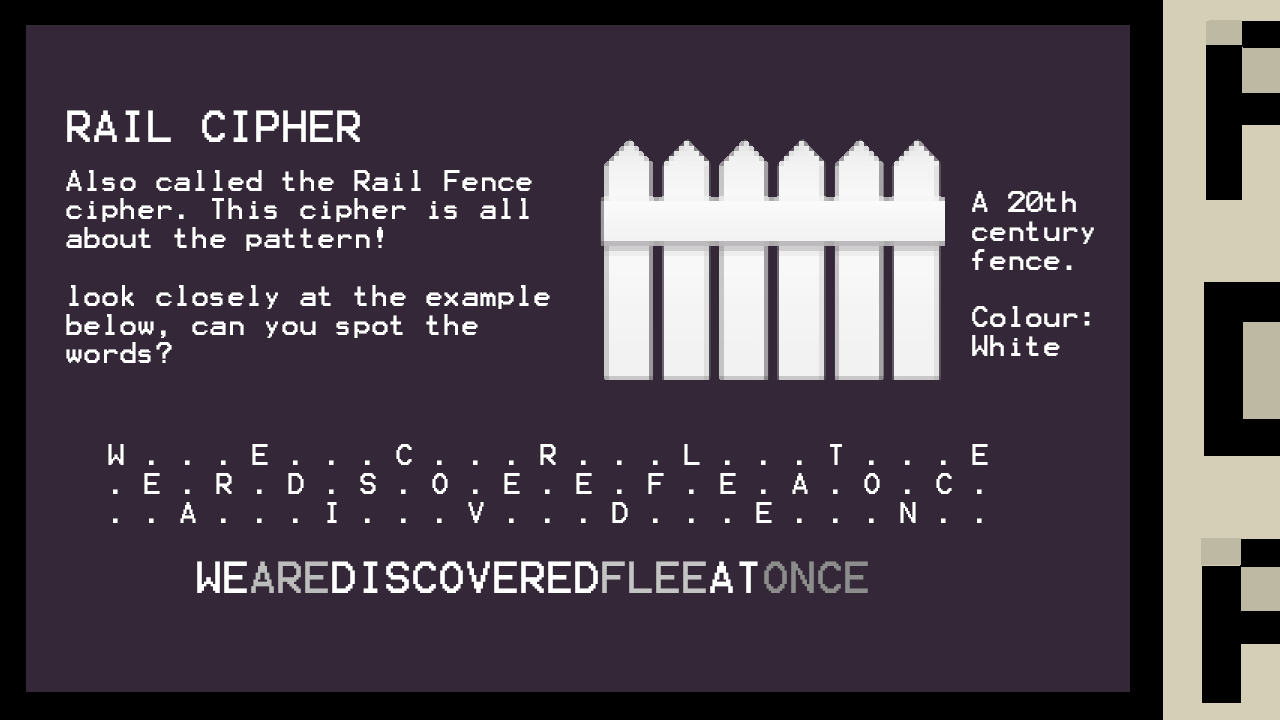 RAIL CIPHER
Also called the Rail Fence
cipher. This cipher is all
about the pattern!
look closely at the example
below, can you spot the
words?
A 20th
century
fence.
Colour:
White
W . . . E . . . C . . . R . . . L . . . T . . . E
. E . R . D . S . O . E . E . F . E . A . O . C .
. . A . . . I . . . V . . . D . . . E . . . N . .
WEAREDISCOVEREDFLEEATONCE